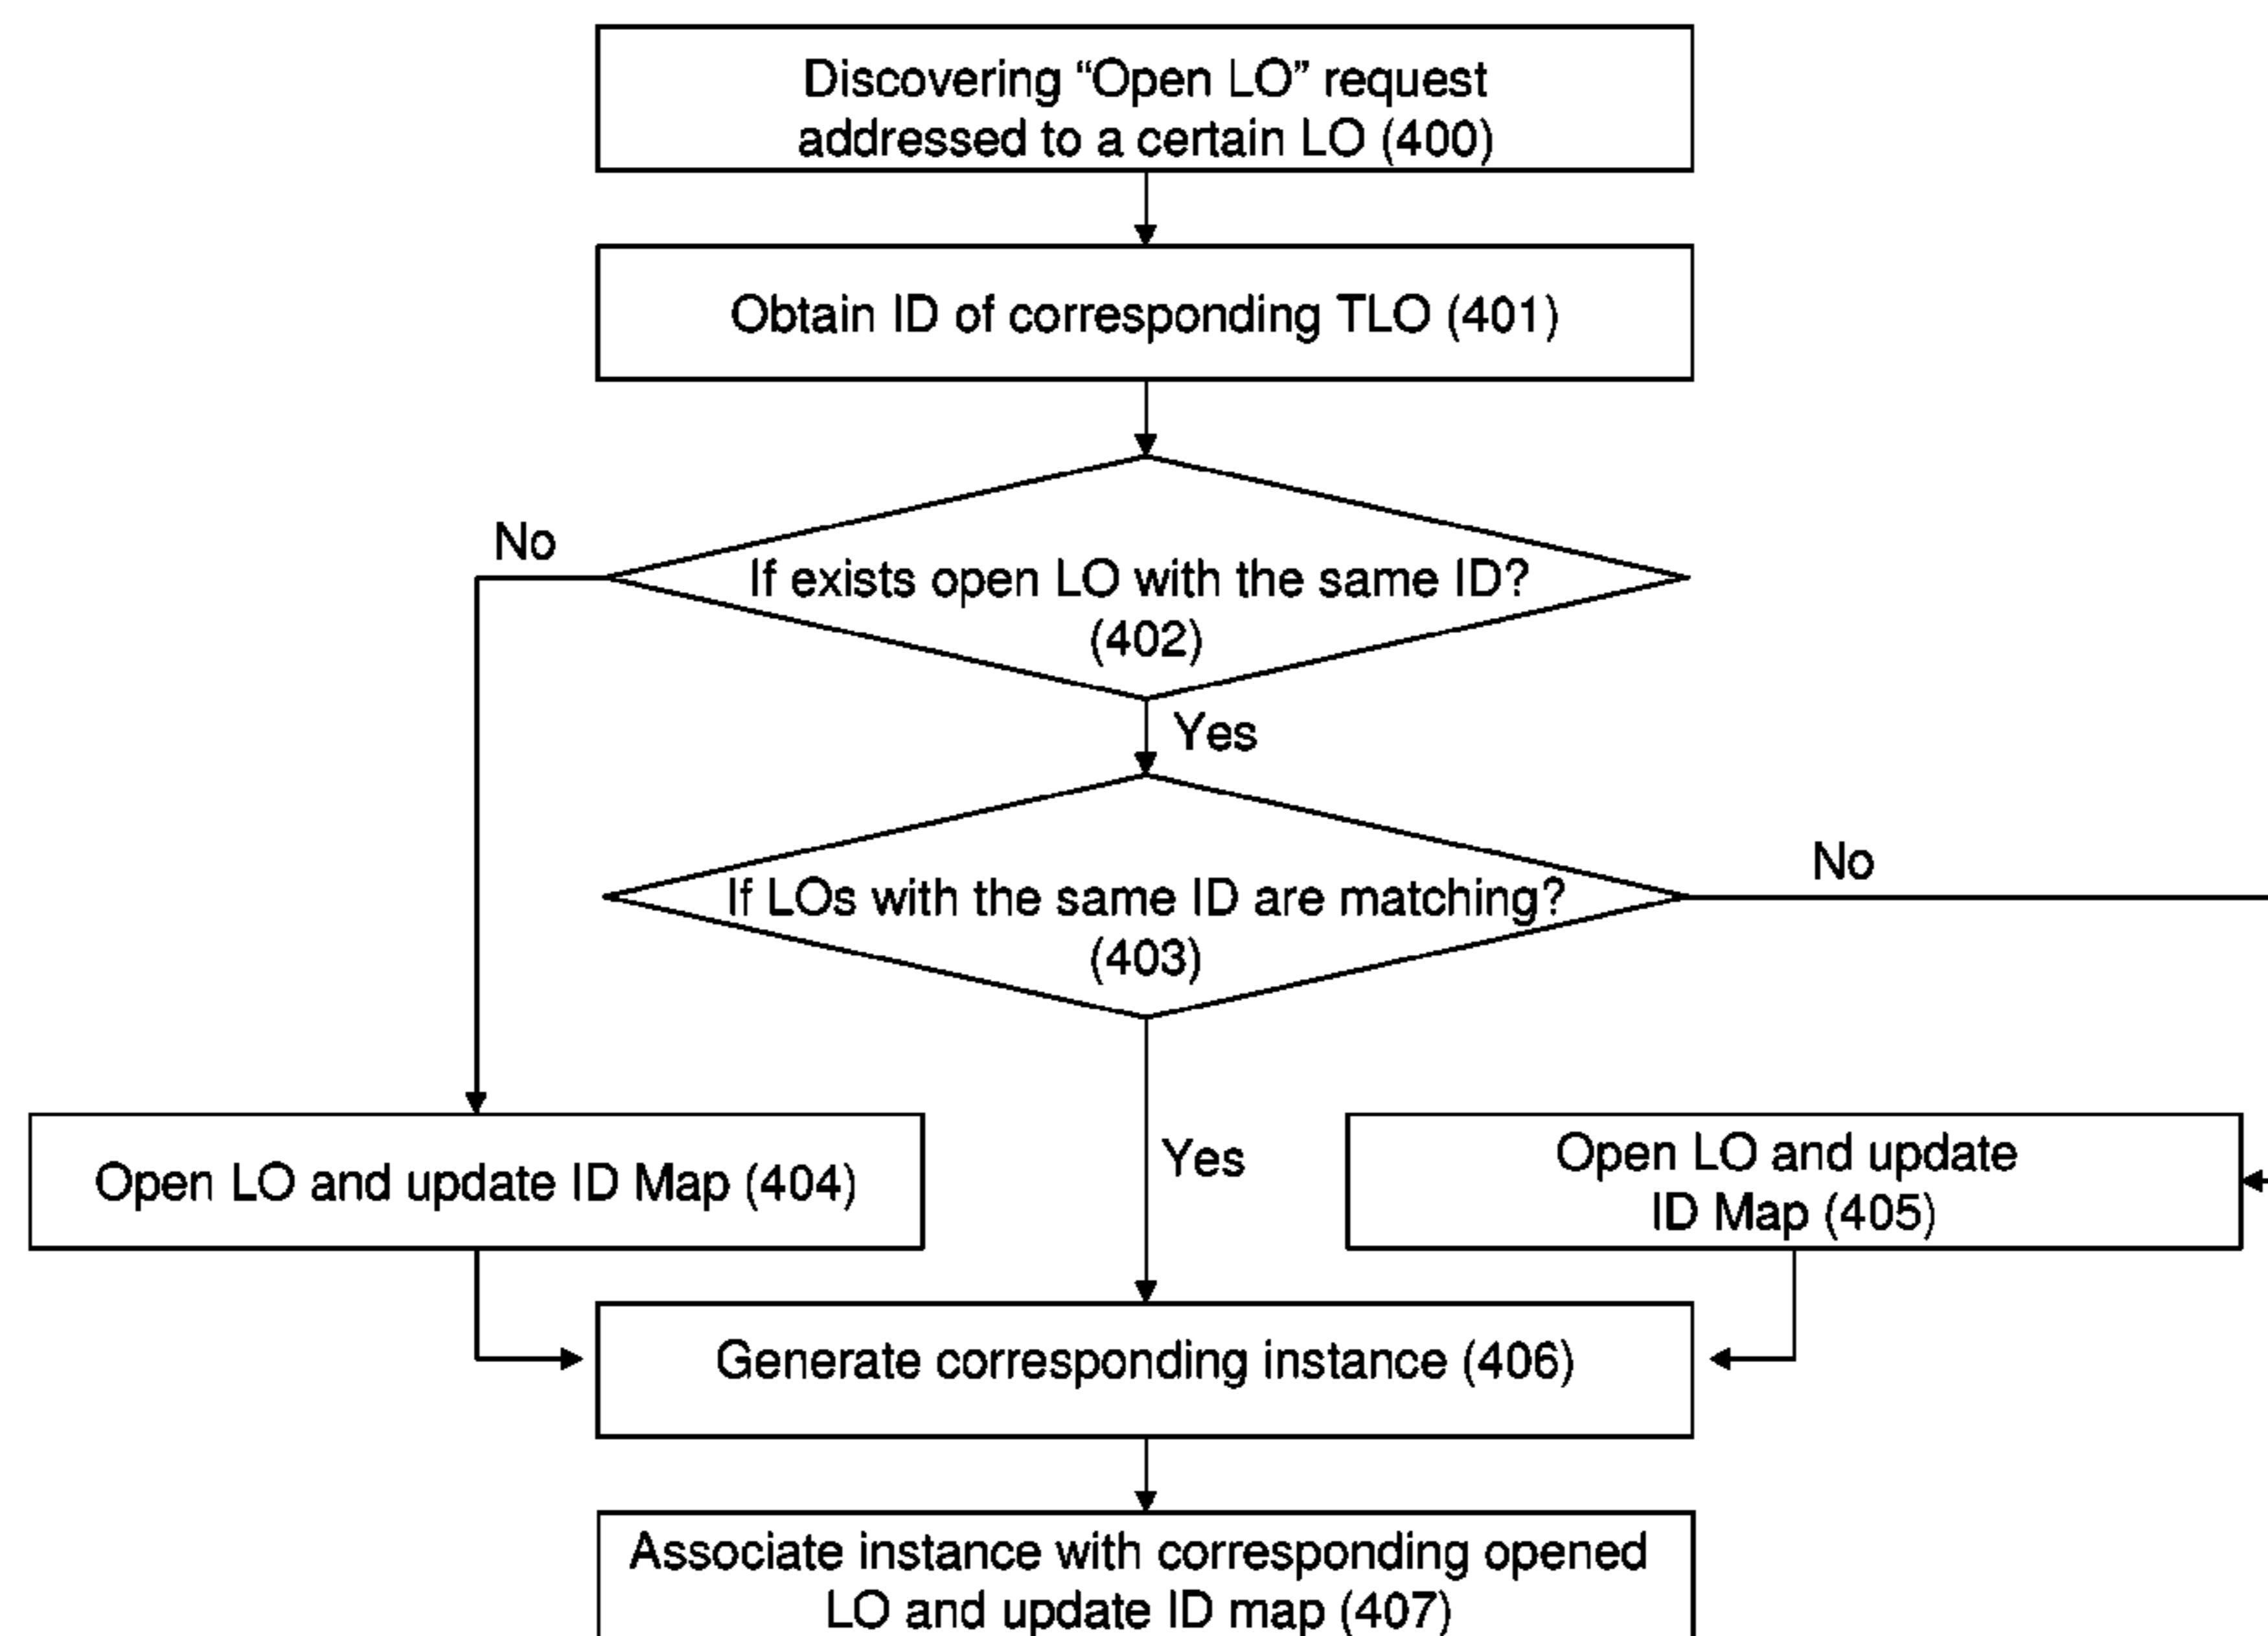 Discovering “Open LO” request
addressed to a certain LO (400)
Obtain ID of corresponding TLO (401)
No
If exists open LO with the same ID?
(402)
Yes
No
If LOs with the same ID are matching?
(403)
Yes
Open LO and update ID Map (404)
Open LO and update
ID Map (405)
Generate corresponding instance (406)
Associate instance with corresponding opened
LO and update ID map (407)